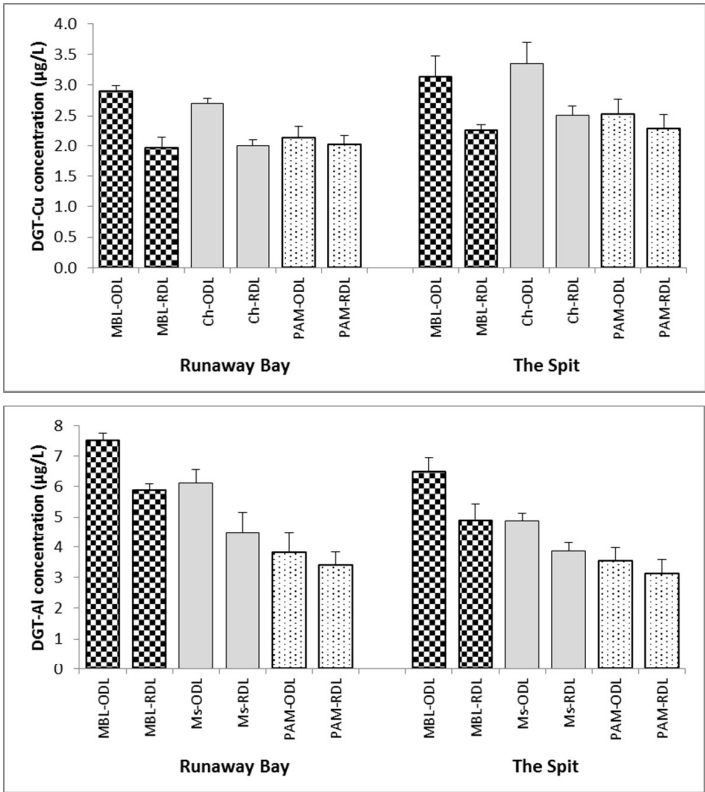 DGT-Cu concentration (µg/L)
4.0
3.5
3.0
2.5
2.0
1.5
1.0
0.5
0.0
MBL-ODL
MBL-RDL
Ch-ODL
Ch-RDL
PAM-ODL
PAM-RDL
MBL-ODL
MBL-RDL
Ch-ODL
Ch-RDL
PAM-ODL
PAM-RDL
Runaway Bay
The Spit
DGT-Al concentration (µg/L)
8
7
6
5
4
3
2
1
0
MBL-ODL
MBL-RDL
Ms-ODL
Ms-RDL
PAM-ODL
PAM-RDL
MBL-ODL
MBL-RDL
Ms-ODL
Ms-RDL
PAM-ODL
PAM-RDL
Runaway Bay
The Spit